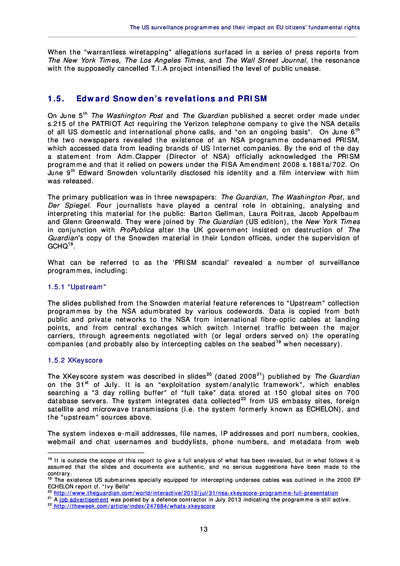 The US surveillance programmes and their impact on EU citizens' fundamental rights
When the "warrantless wiretapping" allegations surfaced in a series of press reports from
The New York Times, The Los Angeles Times, and The Wall Street Journal, the resonance
with the supposedly cancelled T.I.A project intensified the level of public unease.
1.5. Edward Snowden's revelations and PRISM
On June 5th The Washington Post and The Guardian published a secret order made under
s.215 of the PATRIOT Act requiring the Verizon telephone company to give the NSA details
of all US domestic and international phone calls, and "on an ongoing basis". On June 6th
the two newspapers revealed the existence of an NSA programme codenamed PRISM,
which accessed data from leading brands of US Internet companies. By the end of the day
a statement from Adm.Clapper (Director of NSA) officially acknowledged the PRISM
programme and that it relied on powers under the FISA Amendment 2008 s.1881a/702. On
June 9th Edward Snowden voluntarily disclosed his identity and a film interview with him
was released.
The primary publication was in three newspapers: The Guardian, The Washington Post, and
Der Spiegel. Four journalists have played a central role in obtaining, analysing and
interpreting this material for the public: Barton Gellman, Laura Poitras, Jacob Appelbaum
and Glenn Greenwald. They were joined by The Guardian (US edition), the New York Times
in conjunction with ProPublica after the UK government insisted on destruction of The
Guardian's copy of the Snowden material in their London offices, under the supervision of
GCHQ18.
What can be referred to as the 'PRISM scandal' revealed a number of surveillance
programmes, including:
1.5.1 "Upstream"
The slides published from the Snowden material feature references to "Upstream" collection
programmes by the NSA adumbrated by various codewords. Data is copied from both
public and private networks to the NSA from international fibre-optic cables at landing
points, and from central exchanges which switch Internet traffic between the major
carriers, through agreements negotiated with (or legal orders served on) the operating
companies (and probably also by intercepting cables on the seabed19 when necessary).
1.5.2 XKeyscore
The XKeyscore system was described in slides20 (dated 200821) published by The Guardian
on the 31st of July. It is an "exploitation system/analytic framework", which enables
searching a "3 day rolling buffer" of "full take" data stored at 150 global sites on 700
database servers. The system integrates data collected22 from US embassy sites, foreign
satellite and microwave transmissions (i.e. the system formerly known as ECHELON), and
the "upstream" sources above.
The system indexes e-mail addresses, file names, IP addresses and port numbers, cookies,
webmail and chat usernames and buddylists, phone numbers, and metadata from web
18 It is outside the scope of this report to give a full analysis of what has been revealed, but in what follows it is
assumed that the slides and documents are authentic, and no serious suggestions have been made to the
contrary.
19 The existence US submarines specially equipped for intercepting undersea cables was outlined in the 2000 EP
ECHELON report cf. "Ivy Bells"
20 http://www.theguardian.com/world/interactive/2013/jul/31/nsa-xkeyscore-programme-full-presentation
21 A job advertisement was posted by a defence contractor in July 2013 indicating the programme is still active.
22 http://theweek.com/article/index/247684/whats-xkeyscore
13